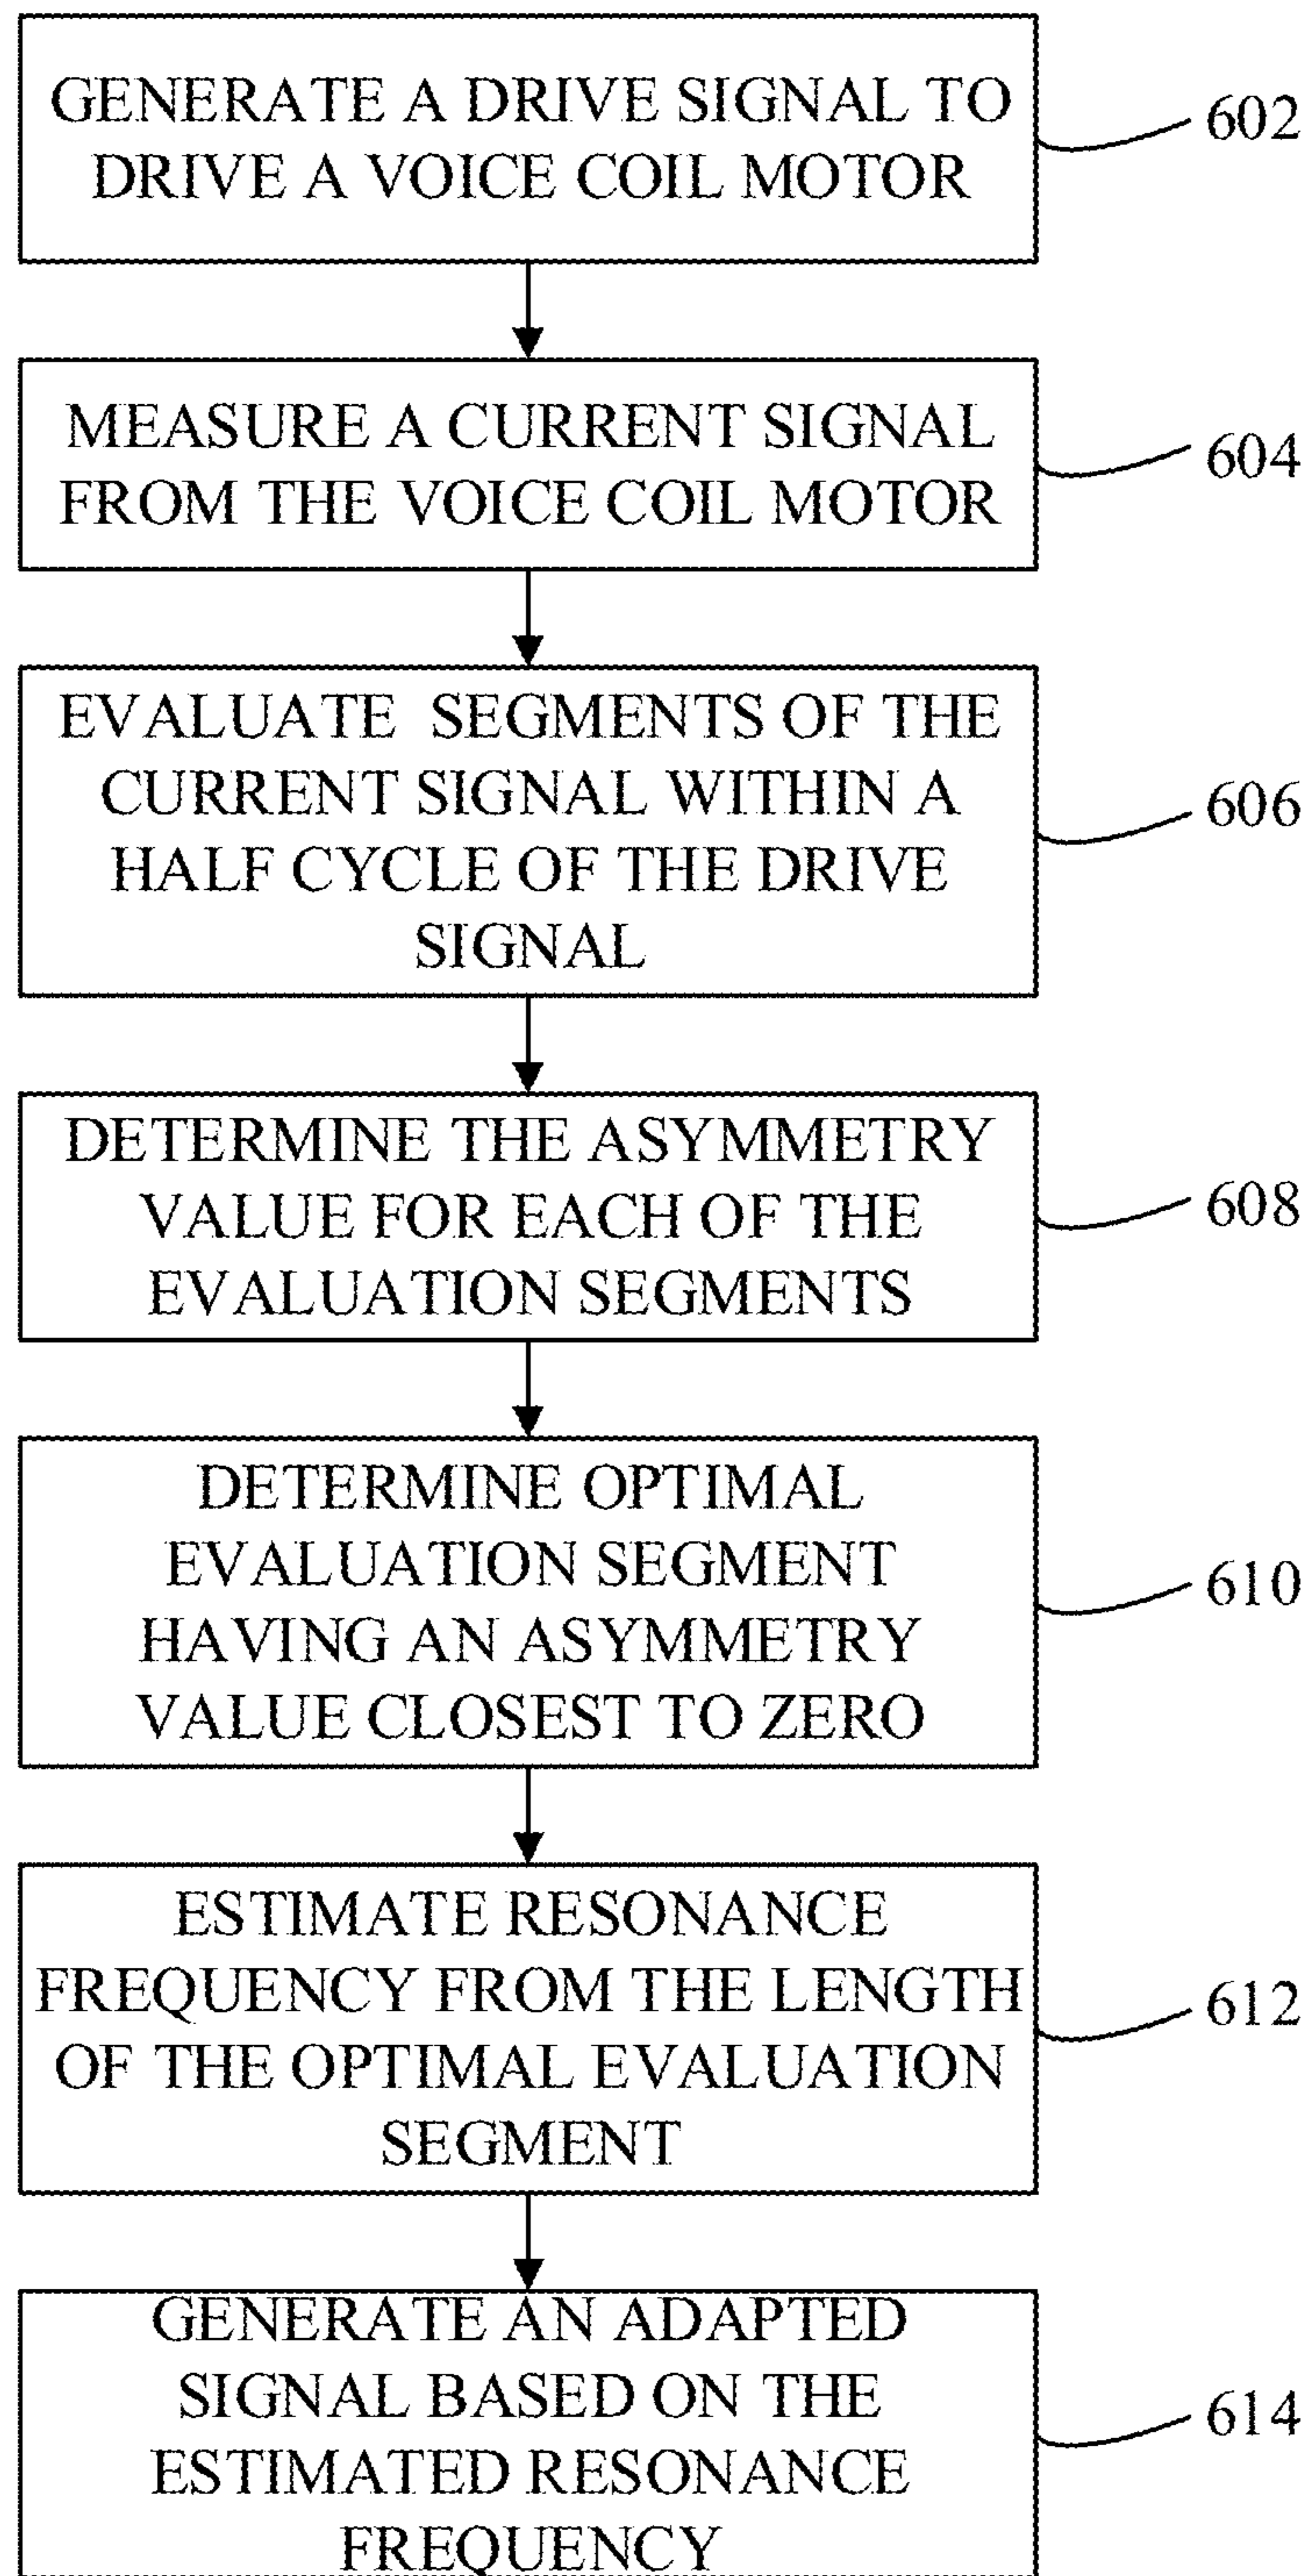 GENERATE A DRIVE SIGNAL TO
DRIVE A VOICE COIL MOTOR
602
MEASURE A CURRENT SIGNAL
FROM THE VOICE COIL MOTOR
604
EVALUATE SEGMENTS OF THE
CURRENT SIGNAL WITHIN A
HALF CYCLE OF THE DRIVE
SIGNAL
606
DETERMINE THE ASYMMETRY
VALUE FOR EACH OF THE
EVALUATION SEGMENTS
608
DETERMINE OPTIMAL
EVALUATION SEGMENT
HAVING AN ASYMMETRY
VALUE CLOSEST TO ZERO
610
ESTIMATE RESONANCE
FREQUENCY FROM THE LENGTH
OF THE OPTIMAL EVALUATION
SEGMENT
612
GENERATE AN ADAPTED
SIGNAL BASED ON THE
ESTIMATED RESONANCE
FREQUENCY
614